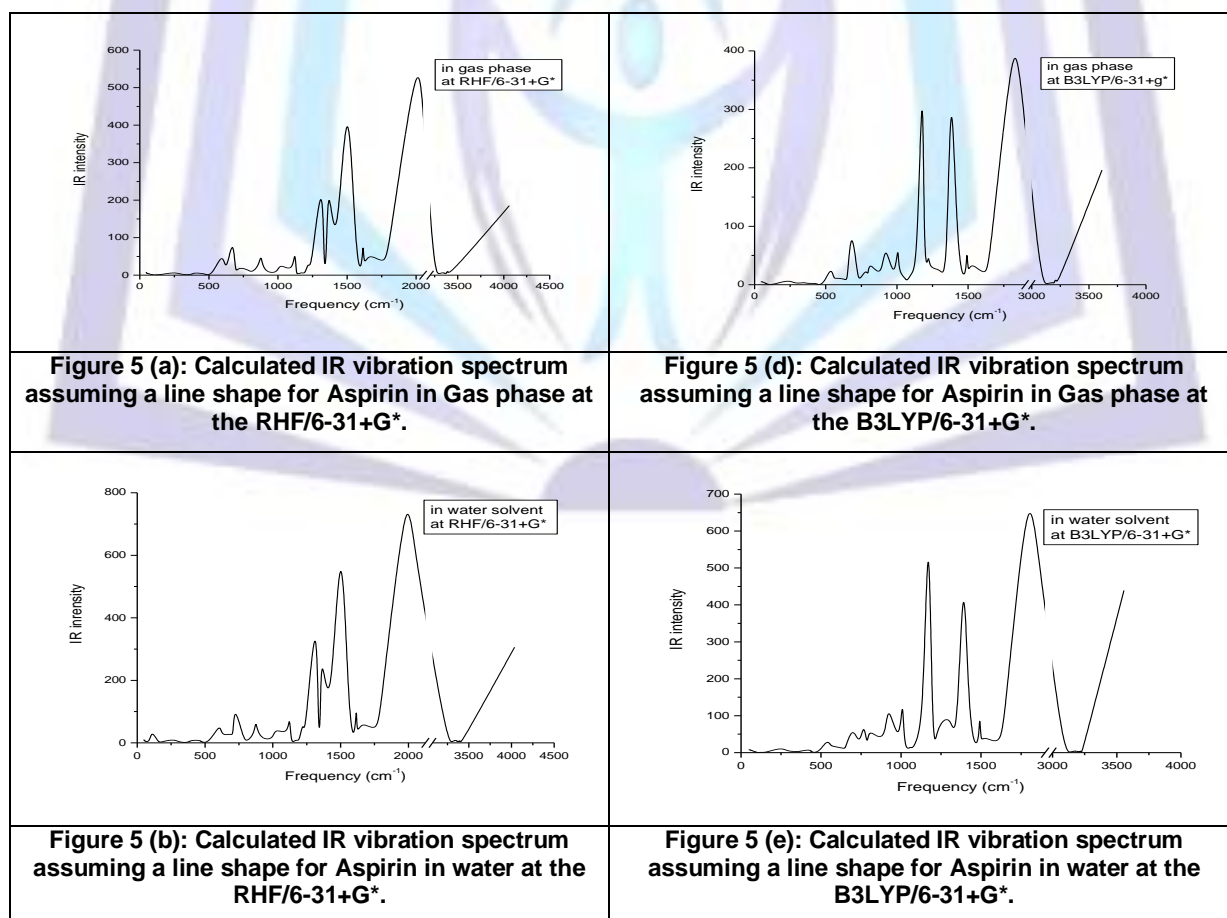 600
500
400
300
200
100
0
IR intensity
in gas phase
at RHF/6-31+G*
0 500 1000 1500 2000 3500 4000 4500
Frequency (cm-1)
Figure 5 (a): Calculated IR vibration spectrum
assuming a line shape for Aspirin in Gas phase at
the RHF/6-31+G*.
400
300
200
100
0
IR intensity
in gas phase
at B3LYP/6-31+g*
0 500 1000 1500 3000 3500 4000
Frequency (cm-1)
Figure 5 (d): Calculated IR vibration spectrum
assuming a line shape for Aspirin in Gas phase at
the B3LYP/6-31+G*.
800
600
400
200
0
IR inrensity
in water solvent
at RHF/6-31+G*
0 500 1000 1500 2000 3500 4000 4500
Frequency (cm-1)
Figure 5 (b): Calculated IR vibration spectrum
assuming a line shape for Aspirin in water at the
RHF/6-31+G*.
700
600
500
400
300
200
100
0
IR intensity
in water solvent
at B3LYP/6-31+G*
0 500 1000 1500 3000 3500 4000
Frequency (cm-1)
Figure 5 (e): Calculated IR vibration spectrum
assuming a line shape for Aspirin in water at the
B3LYP/6-31+G*.